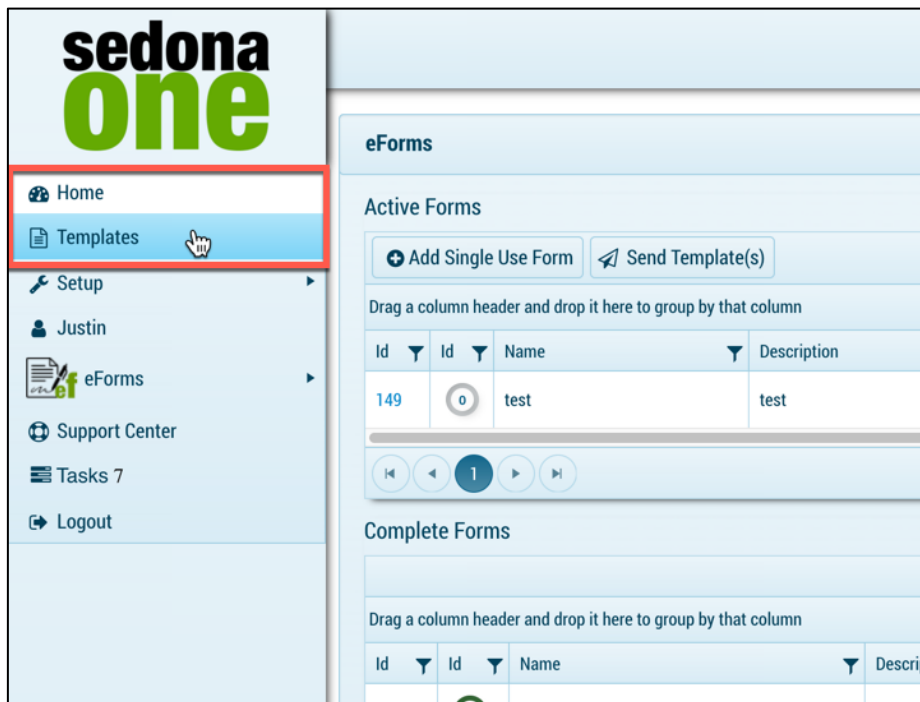 sedona
one
Home
Templates
Setup
Justin
eForms
Support Center
Tasks 7
Logout
eForms
Active Forms
Add Single Use Form Send Template(s)
Drag a column header and drop it here to group by that column
Id Id Name Description
149 0 test test
1
Complete Forms
Drag a column header and drop it here to group by that column
Id Id Name Descri